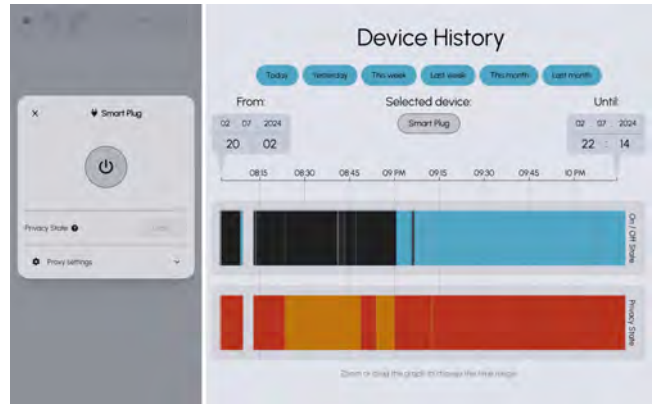 Device History
Today Yesterday This week Last week This month Last month
From: Selected device: Until:
02 07 2024 Smart Plug 02 07 2024
20 02 22 : 14
08:15 08:30 08:45 09 PM 09:15 09:30 09:45 10 PM
On / Off State
Privacy State
Zoom or drag the graph to change the time range
× Smart Plug
Privacy State ?
Proxy settings